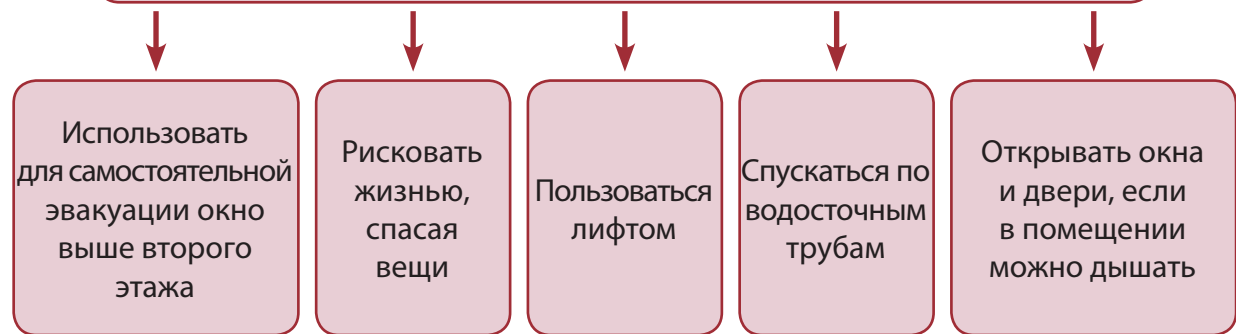 Использовать
для самостоятельной
эвакуации окно
выше второго
этажа
Рисковать
жизнью,
спасая
вещи
Пользоваться
лифтом
Спускаться по
водосточным
трубам
Открывать окна
и двери, если
в помещении
можно дышать